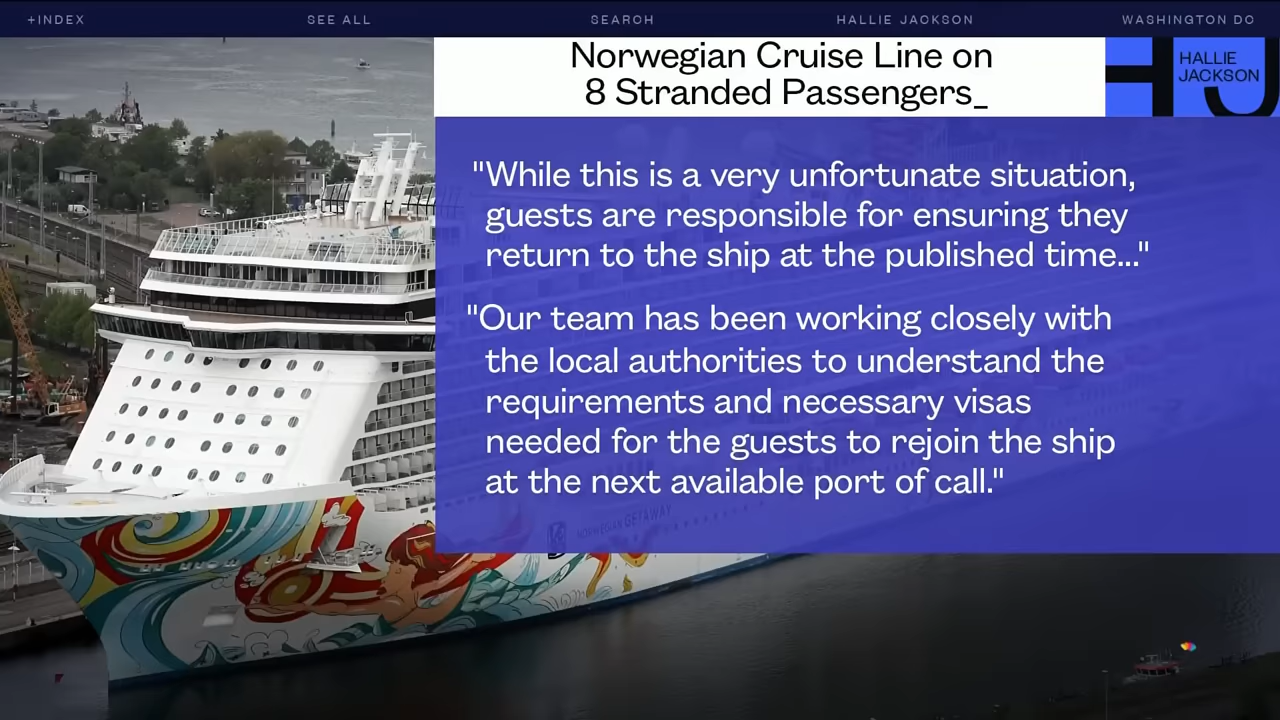 +INDEX
SEE ALL
SEARCH
HALLIE JACKSON
WASHINGTON DC
Norwegian Cruise Line on
8 Stranded Passengers_
HALLIE
JACKSON
HJ
"While this is a very unfortunate situation,
guests are responsible for ensuring they
return to the ship at the published time..."
"Our team has been working closely with
the local authorities to understand the
requirements and necessary visas
needed for the guests to rejoin the ship
at the next available port of call."
NORWEGIAN GETAWAY